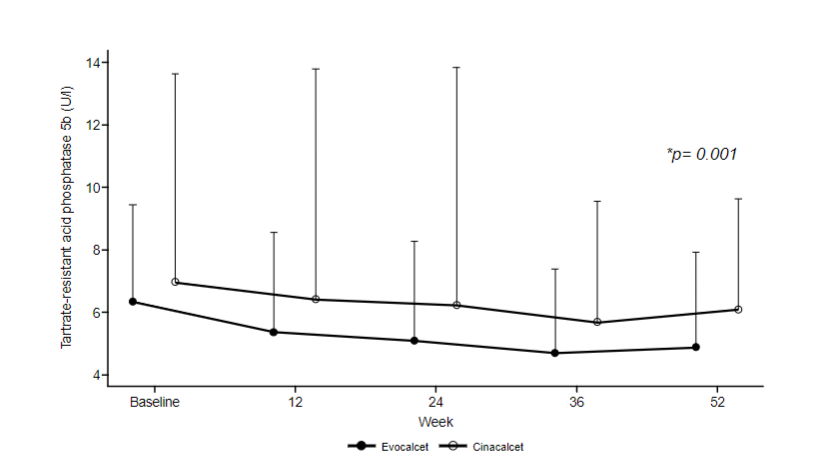 Tartrate-resistant acid phosphatase 5b (U/l)
14
12
10
8
6
4
*p= 0.001
Baseline 12 24 36 52
Week
Evocalcet Cinacalcet